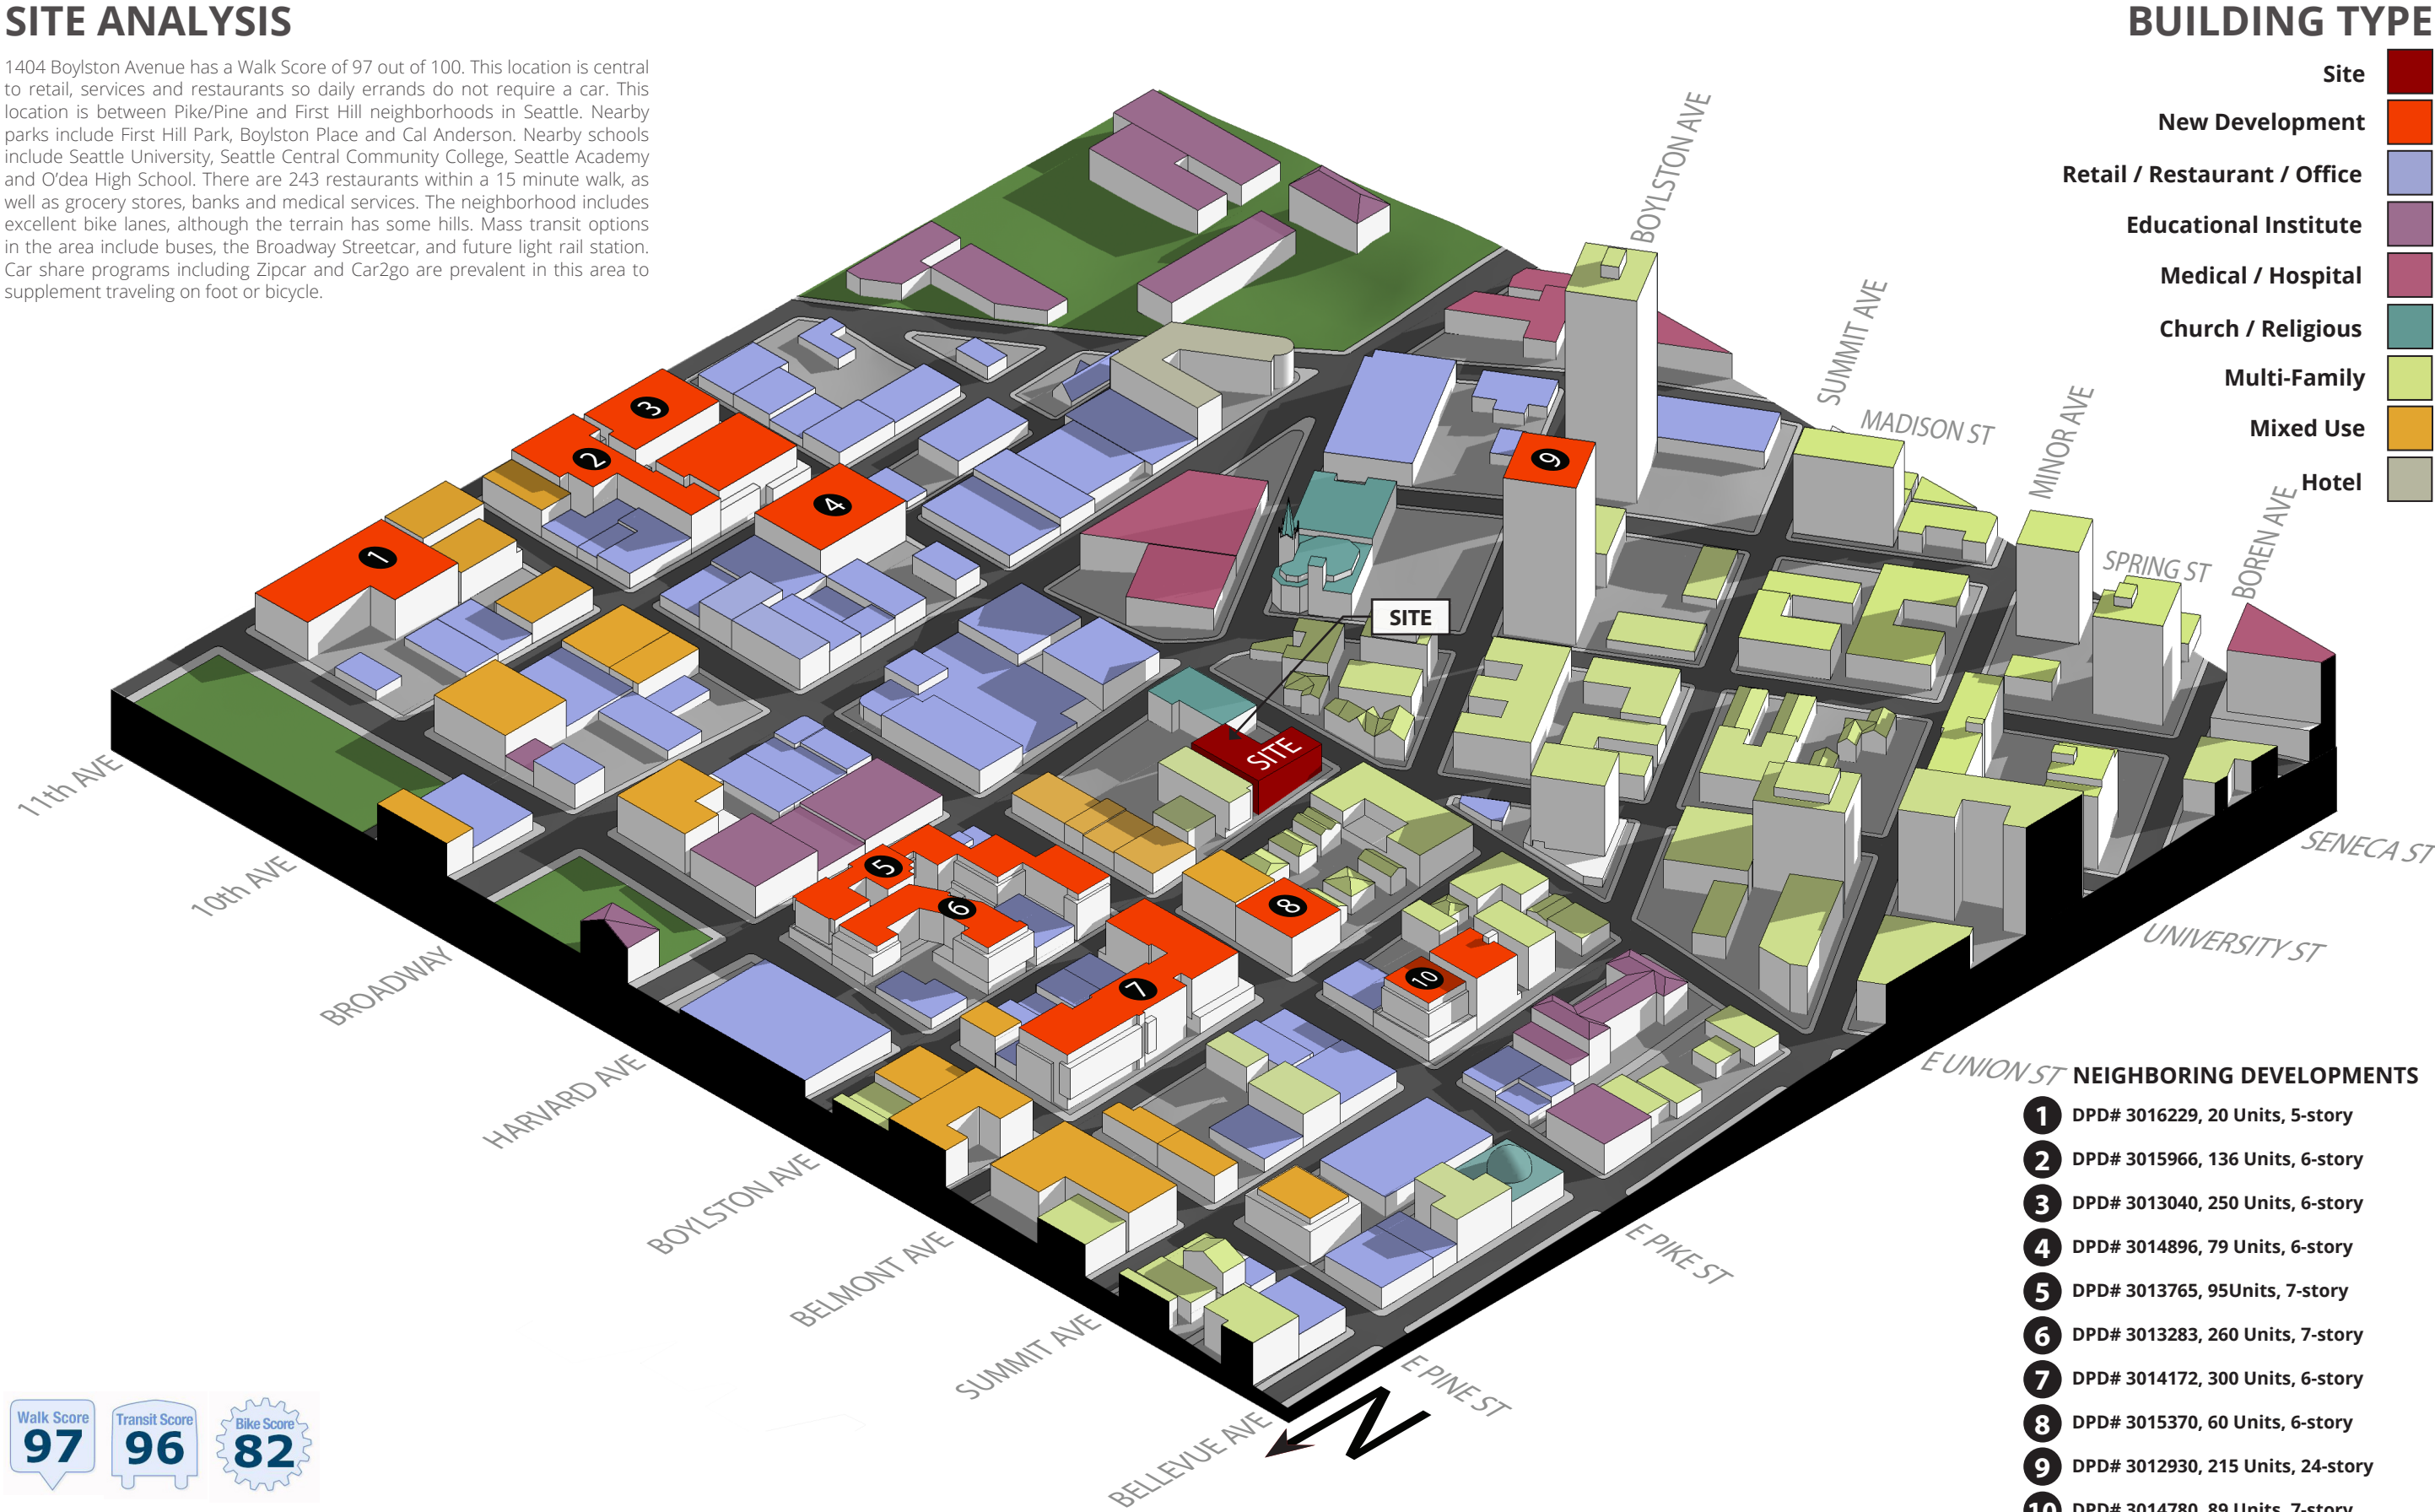 SITE ANALYSIS
1404 Boylston Avenue has a Walk Score of 97 out of 100. This location is central
to retail, services and restaurants so daily errands do not require a car. This
location is between Pike/Pine and First Hill neighborhoods in Seattle. Nearby
parks include First Hill Park, Boylston Place and Cal Anderson. Nearby schools
include Seattle University, Seattle Central Community College, Seattle Academy
and O'dea High School. There are 243 restaurants within a 15 minute walk, as
well as grocery stores, banks and medical services. The neighborhood includes
excellent bike lanes, although the terrain has some hills. Mass transit options
in the area include buses, the Broadway Streetcar, and future light rail station.
Car share programs including Zipcar and Car2go are prevalent in this area to
supplement traveling on foot or bicycle.
BUILDING TYPE
Site
New Development
Retail / Restaurant / Office
Educational Institute
Medical / Hospital
Church / Religious
Multi-Family
Mixed Use
Hotel
BOYLSTON AVE
SUMMIT AVE
MADISON ST
MINOR AVE
SPRING ST
BOREN AVE
SENECA ST
UNIVERSITY ST
E UNION ST
E PIKE ST
E PINE ST
3
2
9
4
1
SITE
SITE
5
6
8
7
10
11th AVE
10th AVE
BROADWAY
HARVARD AVE
BOYLSTON AVE
BELMONT AVE
SUMMIT AVE
BELLEVUE AVE
N
NEIGHBORING DEVELOPMENTS
1 DPD# 3016229, 20 Units, 5-story
2 DPD# 3015966, 136 Units, 6-story
3 DPD# 3013040, 250 Units, 6-story
4 DPD# 3014896, 79 Units, 6-story
5 DPD# 3013765, 95Units, 7-story
6 DPD# 3013283, 260 Units, 7-story
7 DPD# 3014172, 300 Units, 6-story
8 DPD# 3015370, 60 Units, 6-story
9 DPD# 3012930, 215 Units, 24-story
10 DPD# 3014780, 89 Units, 7-story
Walk Score
97
Transit Score
96
Bike Score
82